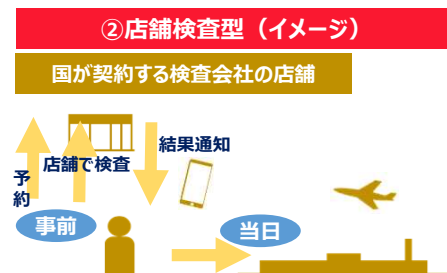 ②店舗検査型（イメージ）
国が契約する検査会社の店舗
結果通知
店舗で検査
予約
事前
当日